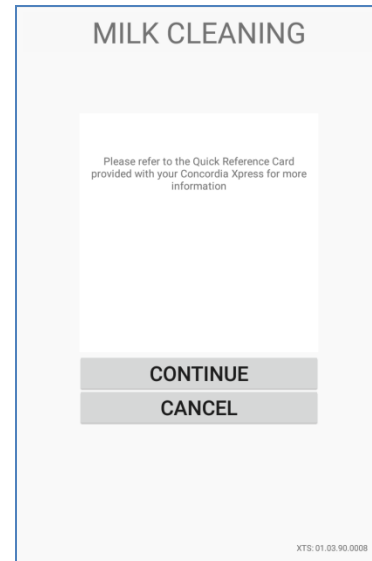 MILK CLEANING
Please refer to the Quick Reference Card
provided with your Concordia Xpress for more
information
CONTINUE
CANCEL
XTS: 01.03.90.0008